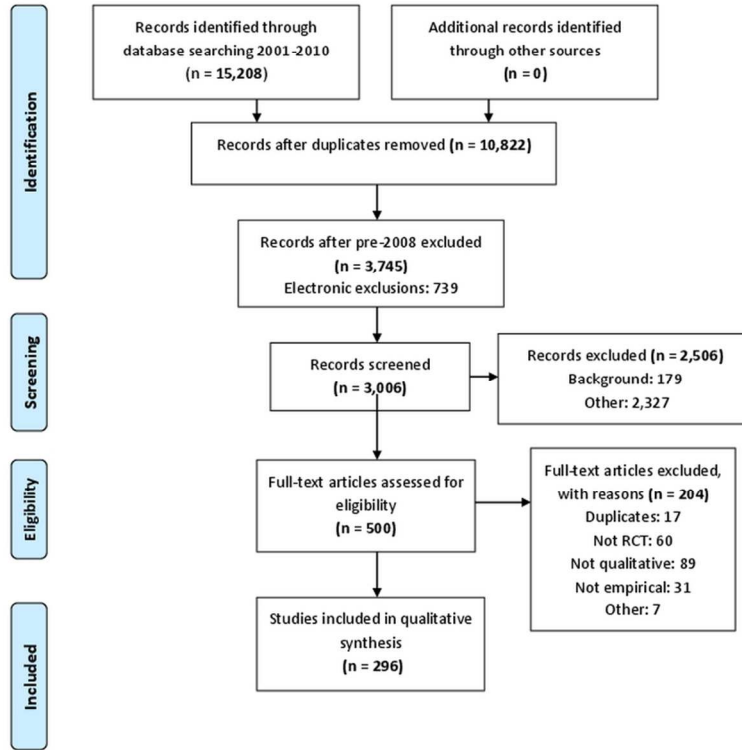 Identification
Records identified through
database searching 2001-2010
(n = 15,208)
Additional records identified
through other sources
(n = 0)
Records after duplicates removed (n = 10,822)
Records after pre-2008 excluded
(n = 3,745)
Electronic exclusions: 739
Screening
Records screened
(n = 3,006)
Records excluded (n = 2,506)
Background: 179
Other: 2,327
Eligibility
Full-text articles assessed for
eligibility
(n = 500)
Full-text articles excluded,
with reasons (n = 204)
Duplicates: 17
Not RCT: 60
Not qualitative: 89
Not empirical: 31
Other: 7
Included
Studies included in qualitative
synthesis
(n = 296)